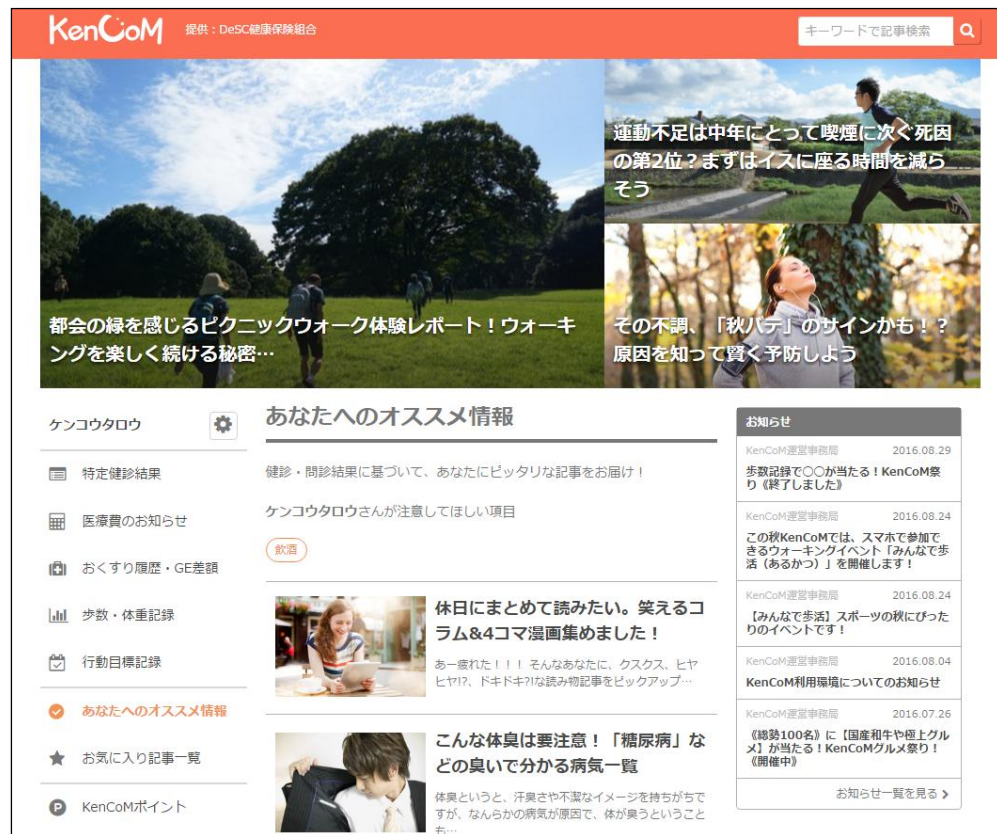 KenCoM
提供：DeSC健康保険組合
キーワードで記事検索
都会の緑を感じるピクニックウォーク体験レポート！ウォーキ
ングを楽しく続ける秘密…
運動不足は中年にとって喫煙に次ぐ死因
の第2位？まずはイスに座る時間を減ら
そう
その不調、「秋バテ」のサインかも！？
原因を知って賢く予防しよう
ケンコウタロウ
特定健診結果
医療費のお知らせ
おくすり履歴・GE差額
歩数・体重記録
行動目標記録
あなたへのオススメ情報
お気に入り記事一覧
KenCoMポイント
あなたへのオススメ情報
健診・問診結果に基づいて、あなたにピッタリな記事をお届け！
ケンコウタロウさんが注意してほしい項目
飲酒
休日にまとめて読みたい。笑えるコ
ラム&4コマ漫画集めました！
あー疲れた！！！ そんなあなたに、クスクス、ヒヤ
ヒヤ!?、ドキドキ?!な読み物記事をピックアップ…
こんな体臭は要注意！「糖尿病」な
どの臭いで分かる病気一覧
体臭というと、汗臭さや不潔なイメージを持ちがちで
すが、なんらかの病気が原因で、体が臭うということ
も…
お知らせ
KenCoM運営事務局 2016.08.29
歩数記録で〇〇が当たる！KenCoM祭
り《終了しました》
KenCoM運営事務局 2016.08.24
この秋KenCoMでは、スマホで参加で
きるウォーキングイベント「みんなで歩
活（あるかつ）」を開催します！
KenCoM運営事務局 2016.08.24
【みんなで歩活】スポーツの秋にぴった
りのイベントです！
KenCoM運営事務局 2016.08.04
KenCoM利用環境についてのお知らせ
KenCoM運営事務局 2016.07.26
《総勢100名》に【国産和牛や極上グル
メ】が当たる！KenCoMグルメ祭り！
《開催中》
お知らせ一覧を見る